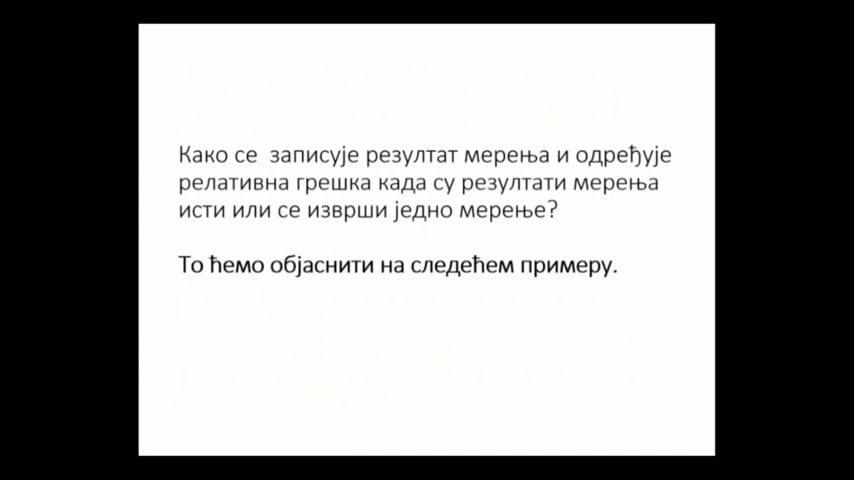 Како се  записује резултат мерења и одређује
релативна грешка када су резултати мерења
исти или се изврши једно мерење?
То ћемо објаснити на следећем примеру.